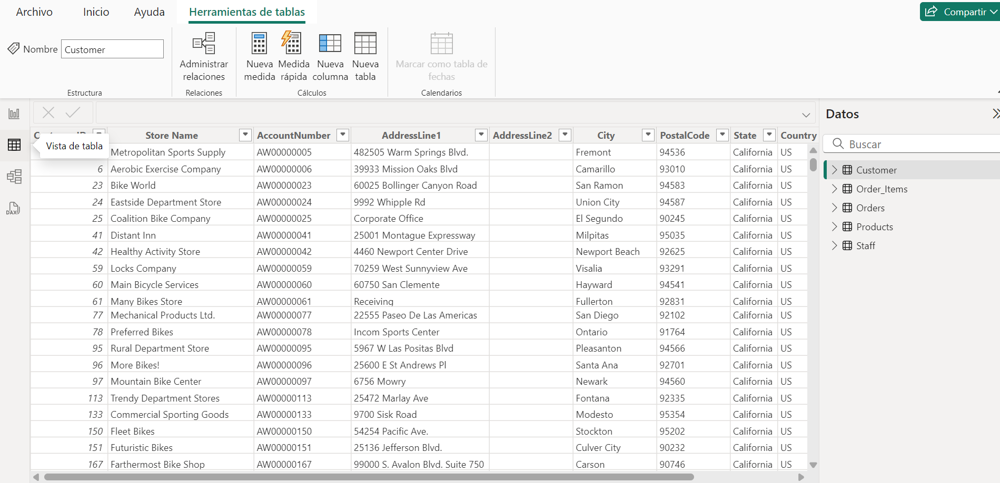 Archivo Inicio Ayuda Herramientas de tablas Compartir
Nombre Customer
Administrar relaciones
Nueva medida
Medida rápida
Nueva columna
Nueva tabla
Marcar como tabla de fechas
Estructura Relaciones Cálculos Calendarios
Vista de tabla
DAX
Store Name AccountNumber AddressLine1 AddressLine2 City PostalCode State Country
Metropolitan Sports Supply AW00000005 482505 Warm Springs Blvd. Fremont 94536 California US
6 Aerobic Exercise Company AW00000006 39933 Mission Oaks Blvd Camarillo 93010 California US
23 Bike World AW00000023 60025 Bollinger Canyon Road San Ramon 94583 California US
24 Eastside Department Store AW00000024 9992 Whipple Rd Union City 94587 California US
25 Coalition Bike Company AW00000025 Corporate Office El Segundo 90245 California US
41 Distant Inn AW00000041 25001 Montague Expressway Milpitas 95035 California US
42 Healthy Activity Store AW00000042 4460 Newport Center Drive Newport Beach 92625 California US
59 Locks Company AW00000059 70259 West Sunnyview Ave Visalia 93291 California US
60 Main Bicycle Services AW00000060 60750 San Clemente Hayward 94541 California US
61 Many Bikes Store AW00000061 Receiving Fullerton 92831 California US
77 Mechanical Products Ltd. AW00000077 22555 Paseo De Las Americas San Diego 92102 California US
78 Preferred Bikes AW00000078 Incom Sports Center Ontario 91764 California US
95 Rural Department Store AW00000095 5967 W Las Positas Blvd Pleasanton 94566 California US
96 More Bikes! AW00000096 25600 E St Andrews Pl Santa Ana 92701 California US
97 Mountain Bike Center AW00000097 6756 Mowry Newark 94560 California US
113 Trendy Department Stores AW00000113 25472 Marlay Ave Fontana 92335 California US
133 Commercial Sporting Goods AW00000133 9700 Sisk Road Modesto 95354 California US
150 Fleet Bikes AW00000150 54254 Pacific Ave. Stockton 95202 California US
151 Futuristic Bikes AW00000151 25136 Jefferson Blvd. Culver City 90232 California US
167 Farthermost Bike Shop AW00000167 99000 S. Avalon Blvd. Suite 750 Carson 90746 California US
Datos
Buscar
Customer
Order_Items
Orders
Products
Staff